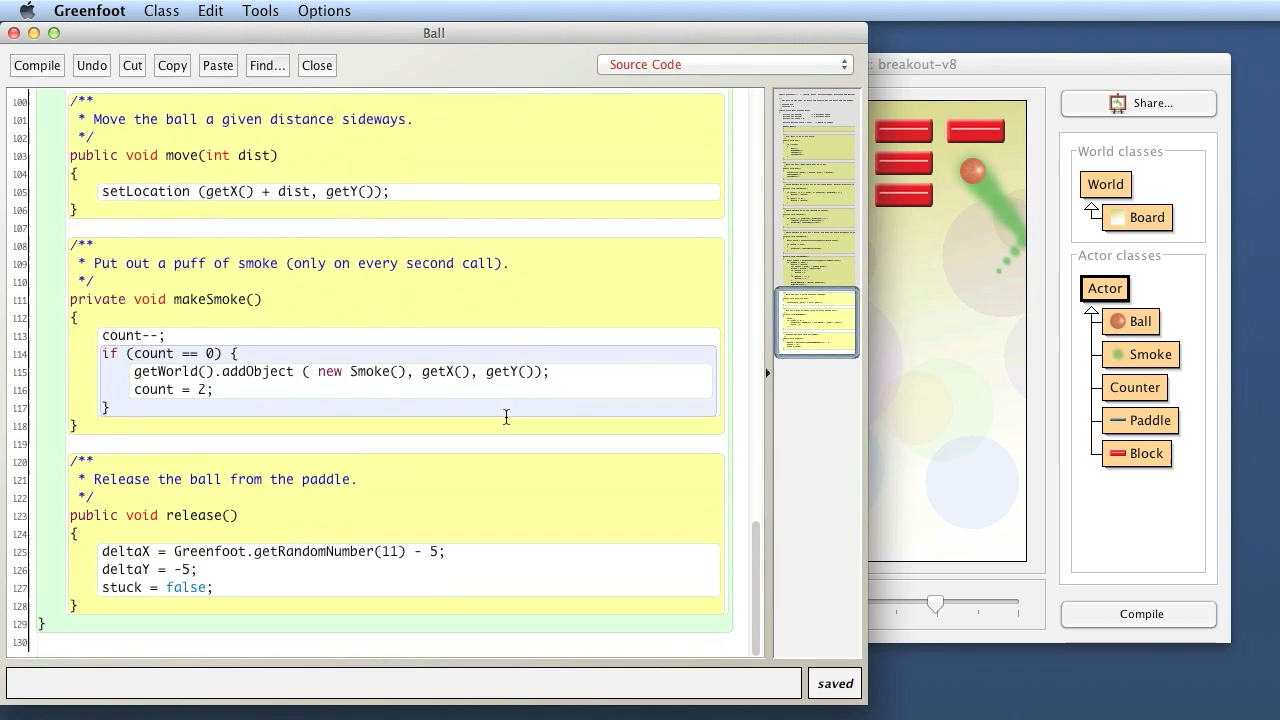 Greenfoot Class Edit Tools Options
Ball
Compile Undo Cut Copy Paste Find... Close
Source Code
100 /**
101 * Move the ball a given distance sideways.
102 */
103 public void move(int dist)
104 {
105 setLocation (getX() + dist, getY());
106 }
107
108 /**
109 * Put out a puff of smoke (only on every second call).
110 */
111 private void makeSmoke()
112 {
113 count--;
114 if (count == 0) {
115 getWorld().addObject ( new Smoke(), getX(), getY());
116 count = 2;
117 }
118 }
119
120 /**
121 * Release the ball from the paddle.
122 */
123 public void release()
124 {
125 deltaX = Greenfoot.getRandomNumber(11) - 5;
126 deltaY = -5;
127 stuck = false;
128 }
129 }
130
saved
: breakout-v8
Share...
World classes
World
Board
Actor classes
Actor
Ball
Smoke
Counter
Paddle
Block
Compile